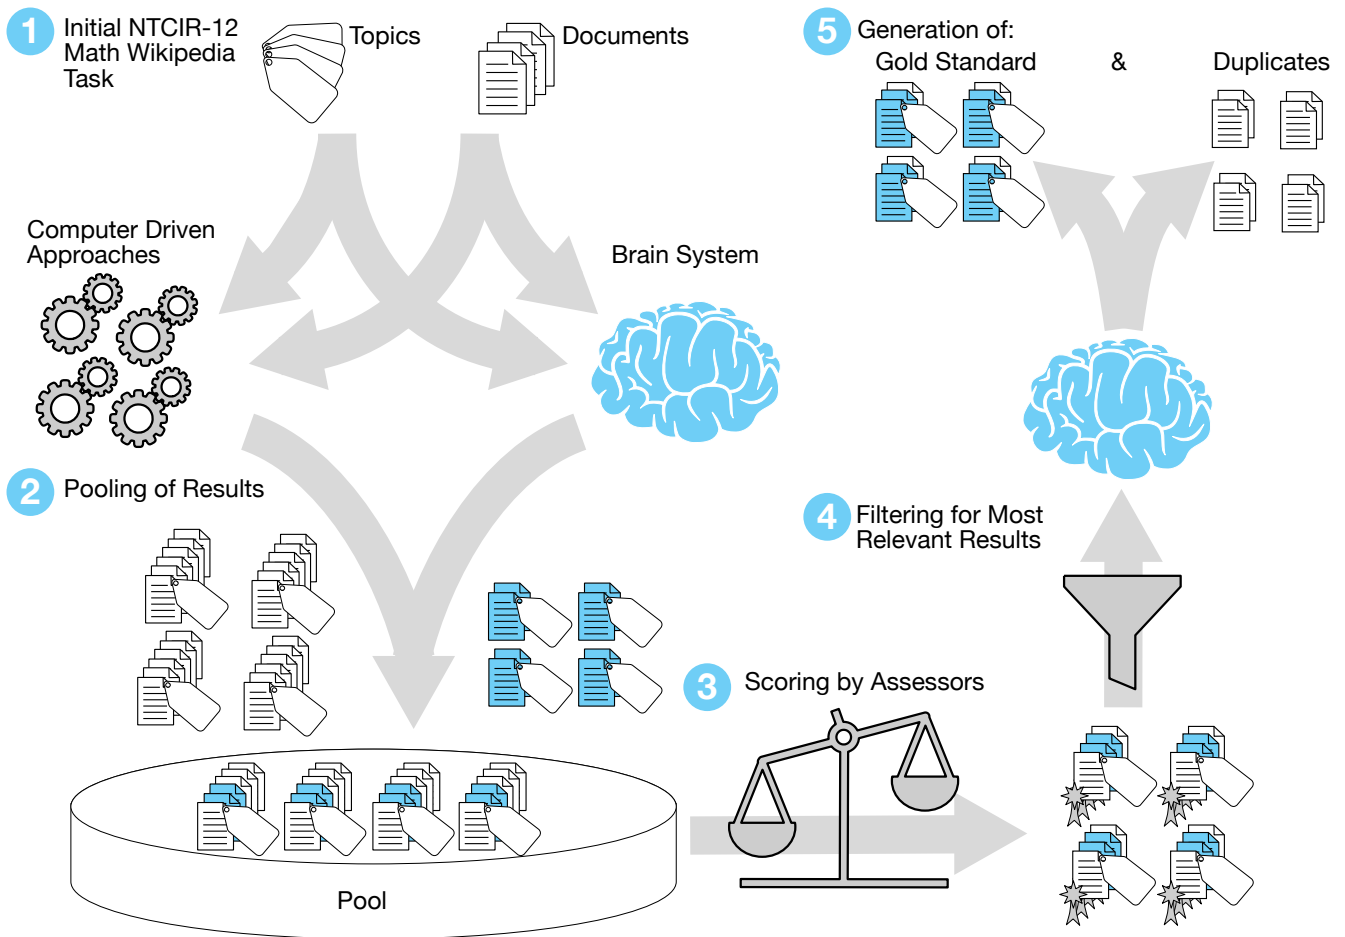 1
Initial NTCIR-12
Math Wikipedia
Task
Topics
Documents
Computer Driven
Approaches
Brain System
2
Pooling of Results
Pool
3
Scoring by Assessors
4
Filtering for Most
Relevant Results
5
Generation of:
Gold Standard & Duplicates